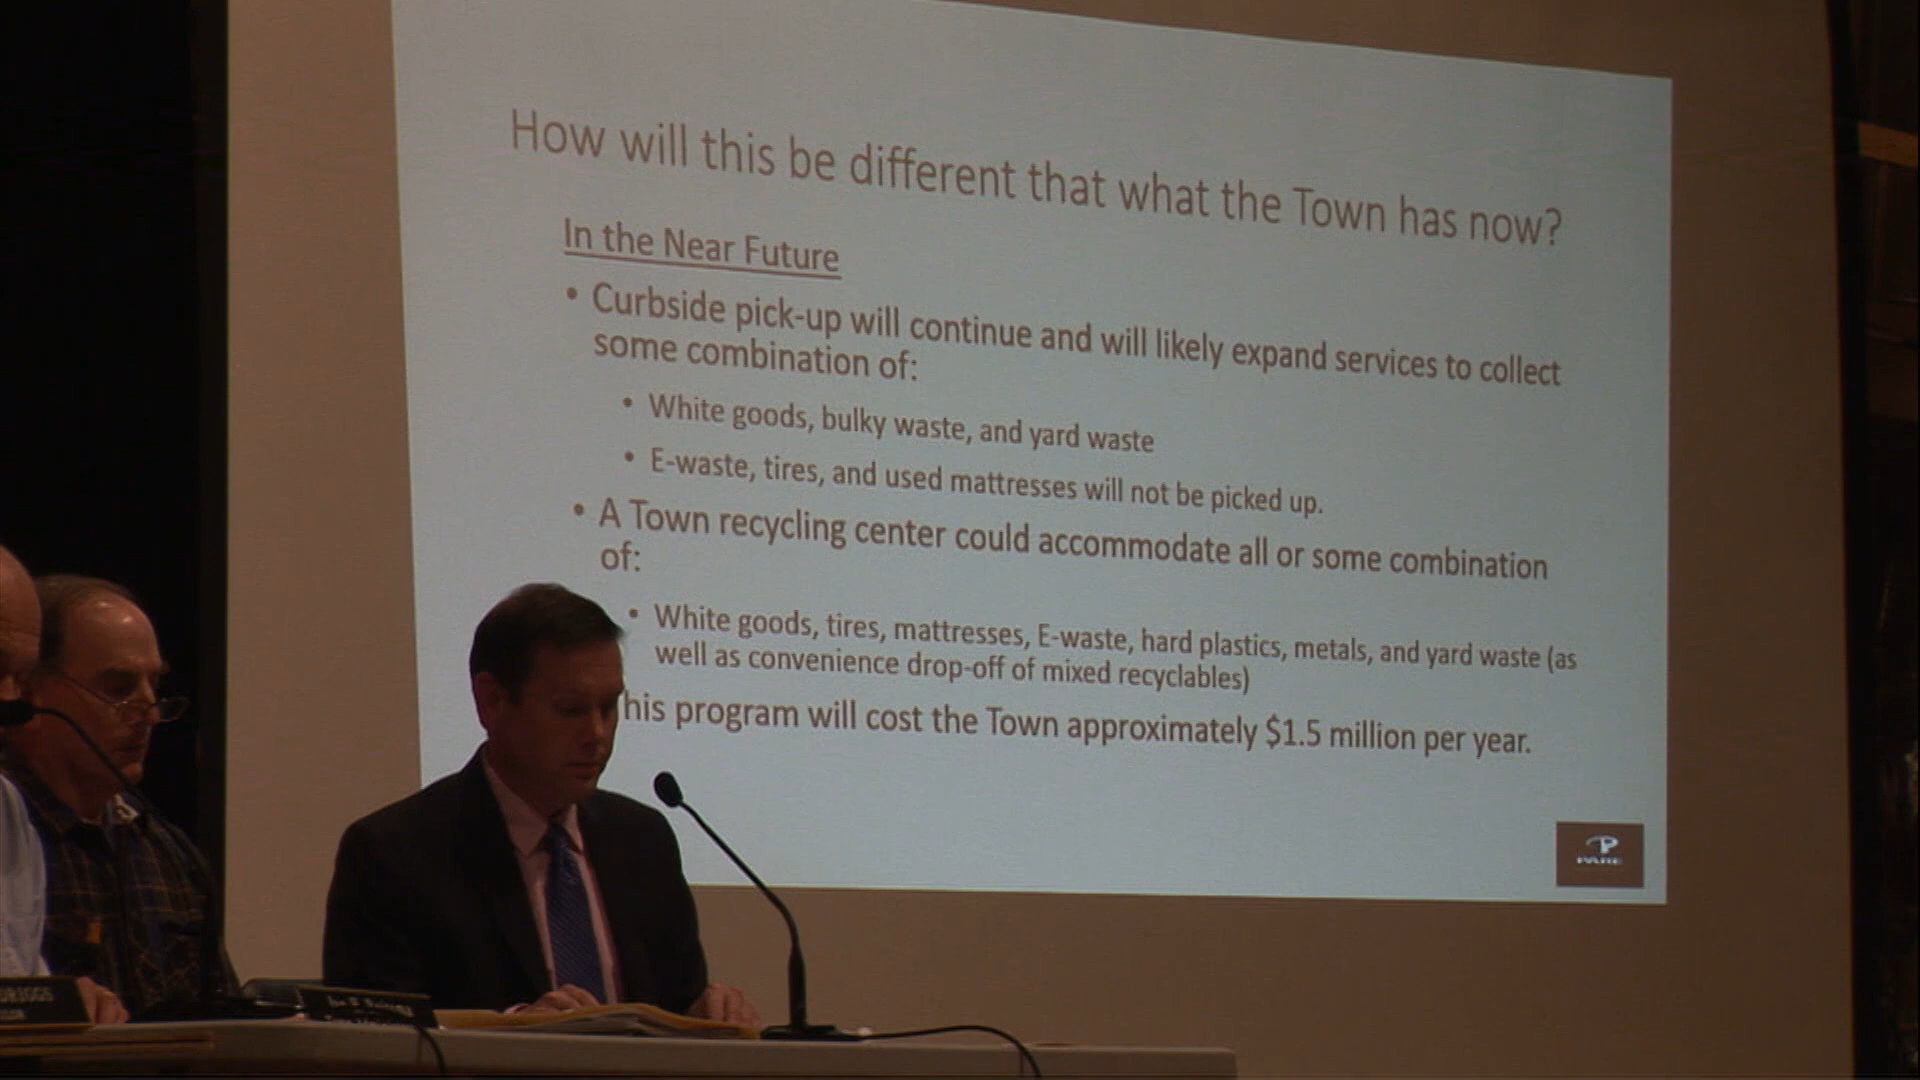 How will this be different that what the Town has now?
In the Near Future
• Curbside pick-up will continue and will likely expand services to collect
some combination of:
• White goods, bulky waste, and yard waste
• E-waste, tires, and used mattresses will not be picked up.
• A Town recycling center could accommodate all or some combination
of:
• White goods, tires, mattresses, E-waste, hard plastics, metals, and yard waste (as
well as convenience drop-off of mixed recyclables)
his program will cost the Town approximately $1.5 million per year.
P
PARE